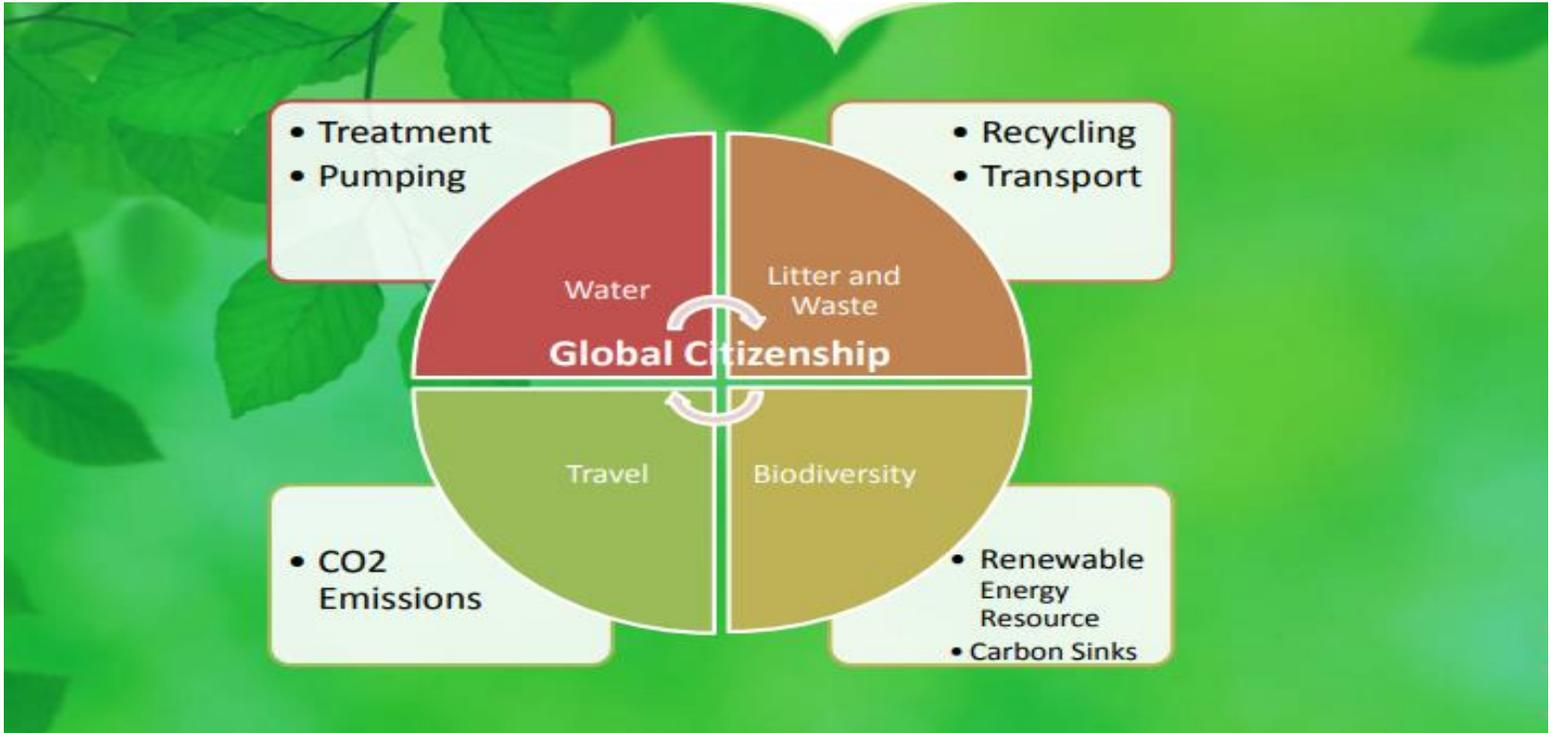 • Treatment
• Pumping
• Recycling
• Transport
Water
Litter and
Waste
Global Citizenship
Travel
Biodiversity
• CO2
Emissions
• Renewable
Energy
Resource
• Carbon Sinks